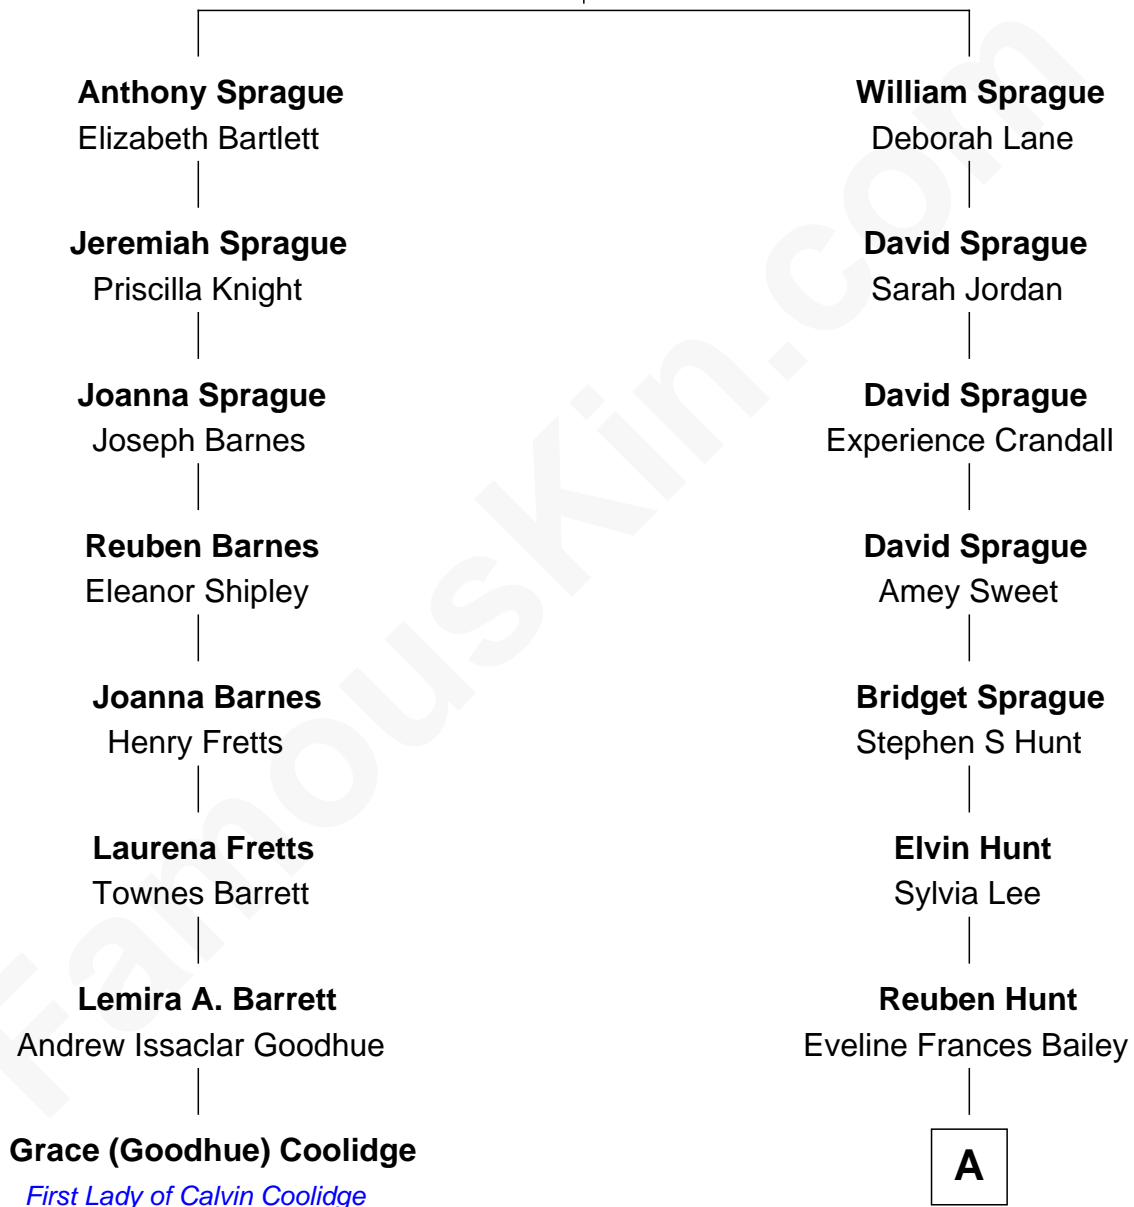 Anthony Sprague
Elizabeth Bartlett
Jeremiah Sprague
Priscilla Knight
Joanna Sprague
Joseph Barnes
Reuben Barnes
Eleanor Shipley
Joanna Barnes
Henry Fretts
Laurena Fretts
Townes Barrett
Lemira A. Barrett
Andrew Issaclar Goodhue
Grace (Goodhue) Coolidge
First Lady of Calvin Coolidge
William Sprague
Deborah Lane
David Sprague
Sarah Jordan
David Sprague
Experience Crandall
David Sprague
Amey Sweet
Bridget Sprague
Stephen S Hunt
Elvin Hunt
Sylvia Lee
Reuben Hunt
Eveline Frances Bailey
A
FamousKin.com